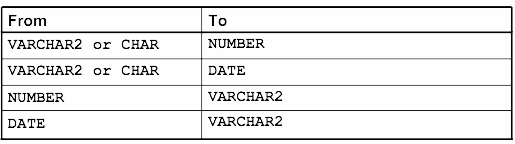 From To
VARCHAR2 or CHAR NUMBER
VARCHAR2 or CHAR DATE
NUMBER VARCHAR2
DATE VARCHAR2